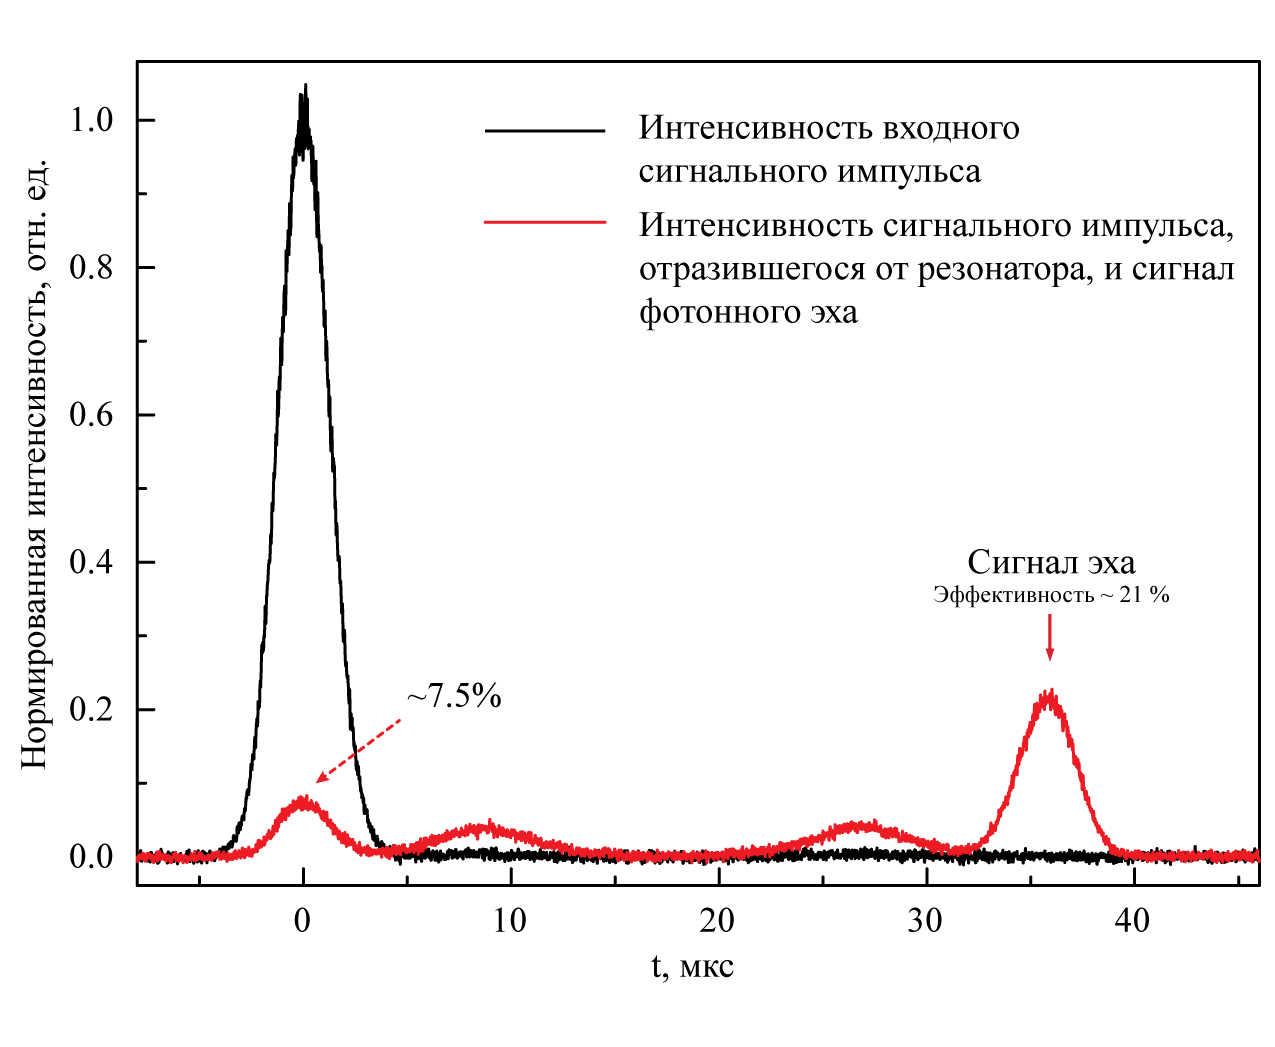 Нормированная интенсивность, отн. ед.
1.0
0.8
0.6
0.4
0.2
0.0
Интенсивность входного
сигнального импульса
Интенсивность сигнального импульса,
отразившегося от резонатора, и сигнал
фотонного эха
Сигнал эха
Эффективность ~ 21 %
~7.5%
0
10
20
30
40
t, мкс